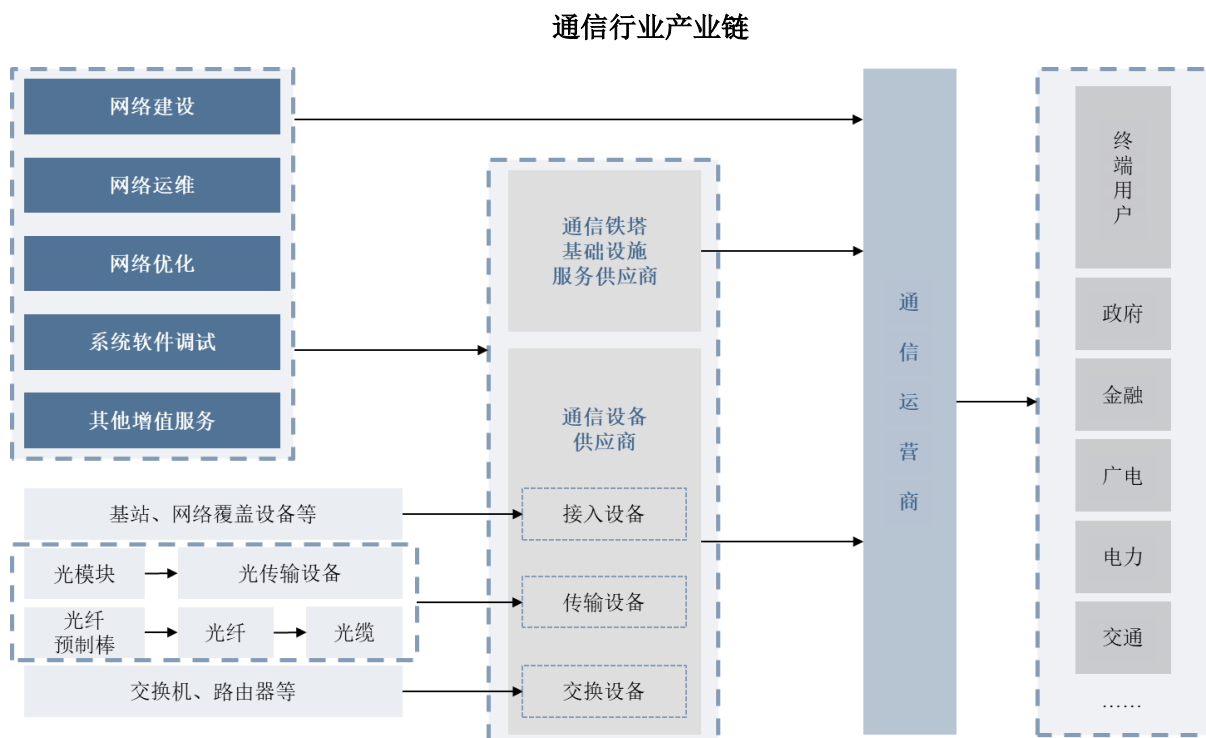 通信行业产业链
网络建设
网络运维
网络优化
系统软件调试
其他增值服务
基站、网络覆盖设备等
光模块
光传输设备
光纤
预制棒
光纤
光缆
交换机、路由器等
通信铁塔
基础设施
服务供应商
通信设备
供应商
接入设备
传输设备
交换设备
通
信
运
营
商
终
端
用
户
政府
金融
广电
电力
交通
……